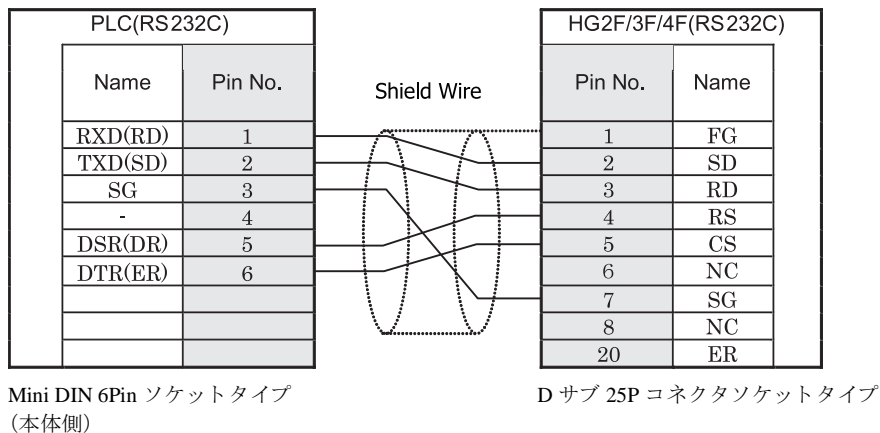 PLC(RS232C) HG2F/3F/4F(RS232C)
Name Pin No. Shield Wire Pin No. Name
RXD(RD) 1 1 FG
TXD(SD) 2 2 SD
SG 3 3 RD
- 4 4 RS
DSR(DR) 5 5 CS
DTR(ER) 6 6 NC
7 SG
8 NC
20 ER
Mini DIN 6Pin ソケットタイプ D サブ 25P コネクタソケットタイプ
(本体側)